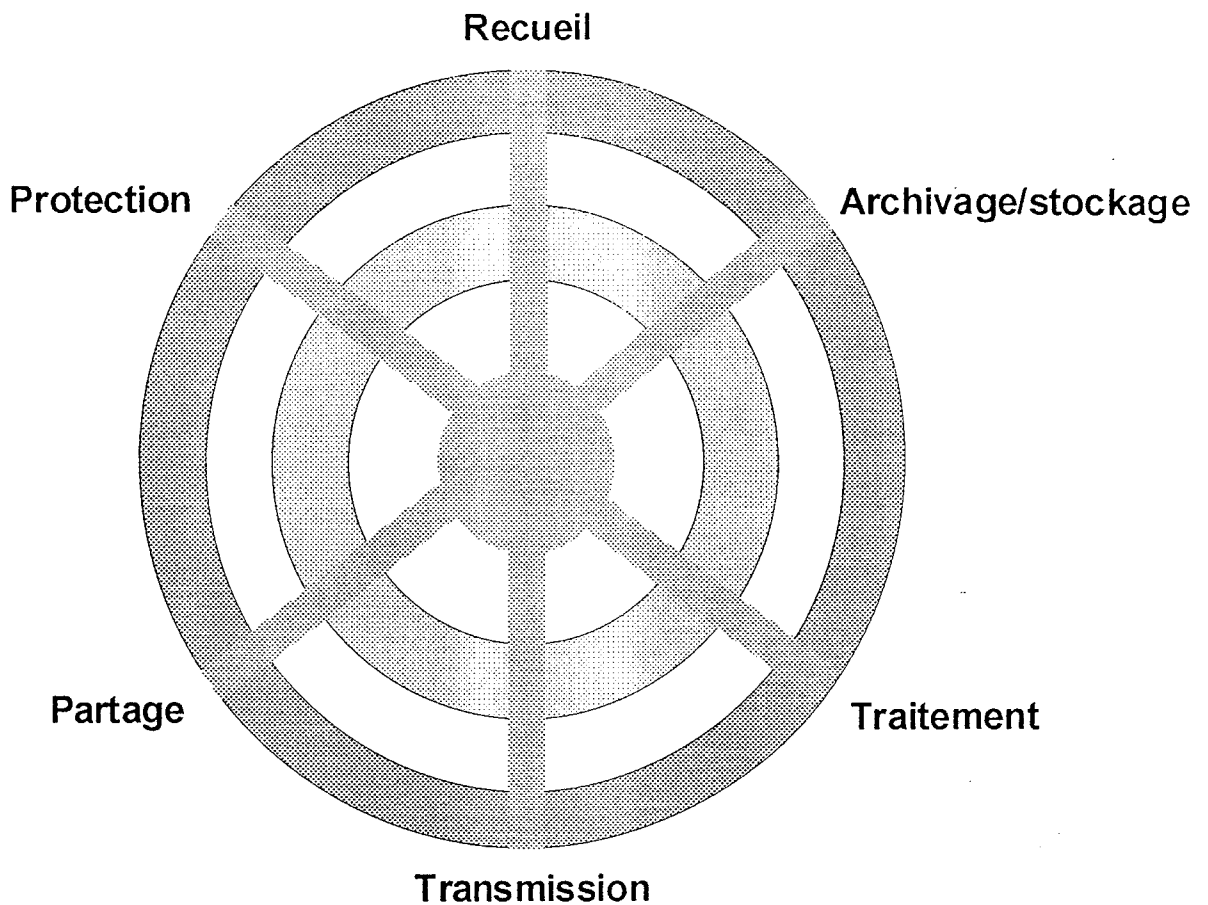 Recueil
Protection
Archivage/stockage
Partage
Traitement
Transmission